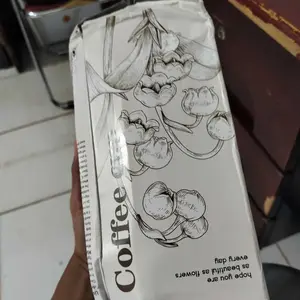 Coffee
hope you are
as beautiful as flowers
every day